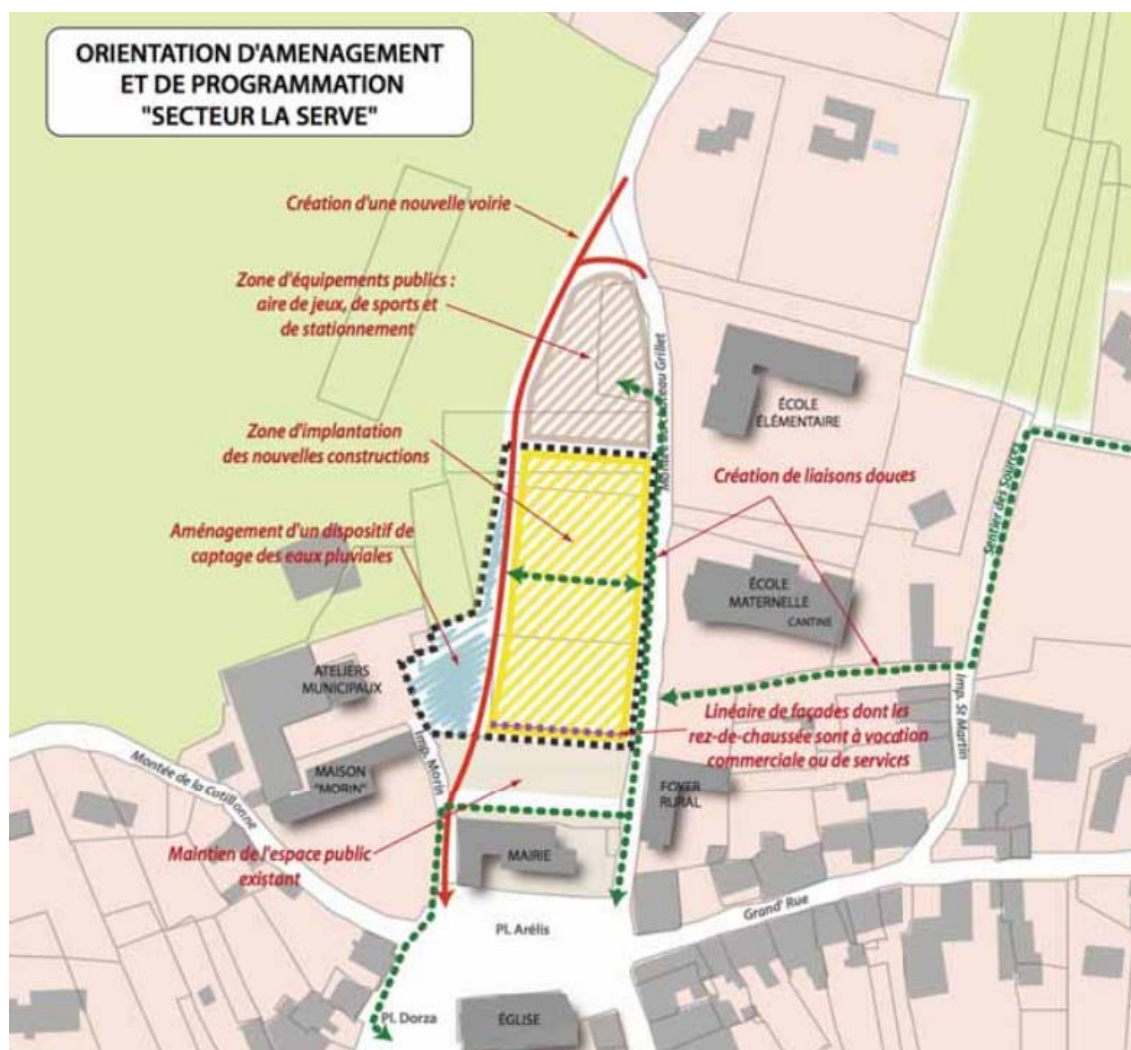 ORIENTATION D'AMENAGEMENT
ET DE PROGRAMMATION
"SECTEUR LA SERVE"
Création d'une nouvelle voirie
Zone d'équipements publics :
aire de jeux, de sports et
de stationnement
Grillet
ÉCOLE
ÉLÉMENTAIRE
Zone d'implantation
des nouvelles constructions
Création de liaisons douces
Sentier des Sources
Aménagement d'un dispositif de
captage des eaux pluviales
ÉCOLE
MATERNELLE
CANTINE
ATELIERS
MUNICIPAUX
Imp. St Martin
Linéaire de façades dont les
rez-de-chaussée sont à vocation
commerciale ou de services
Imp. Morin
Montée de la Cotillonne
MAISON
"MORIN"
FOYER
RURAL
Maintien de l'espace public
existant
MAIRIE
Grand' Rue
Pl. Arélis
Pl. Dorza
ÉGLISE